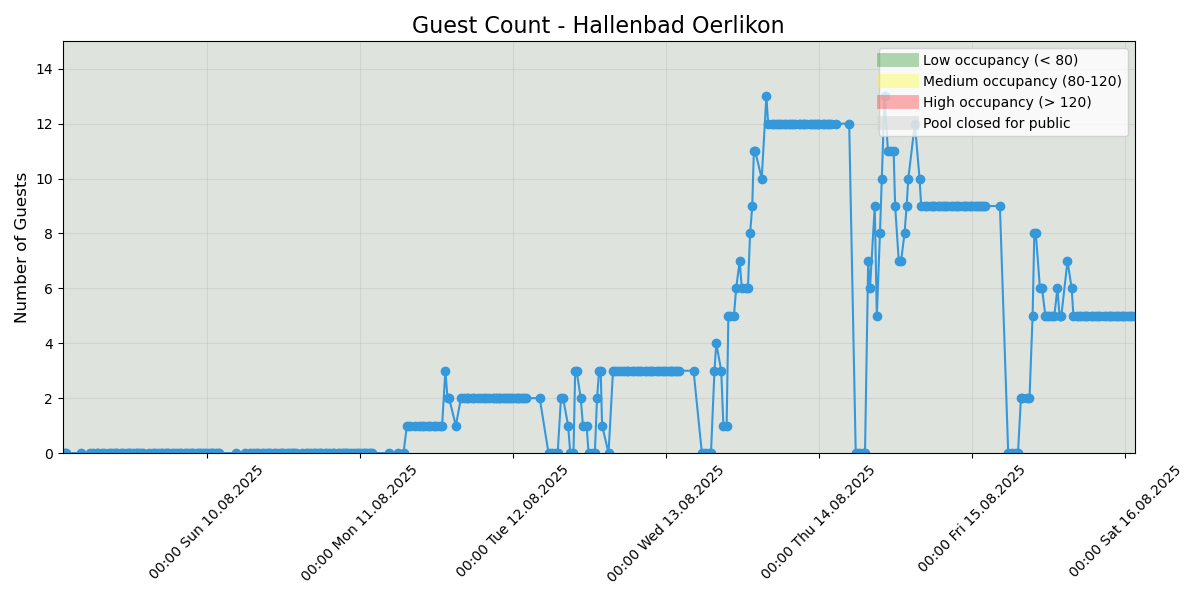 Guest Count - Hallenbad Oerlikon
Low occupancy (< 80)
Medium occupancy (80-120)
High occupancy (> 120)
Pool closed for public
Number of Guests
14
12
10
8
6
4
2
0
00:00 Sun 10.08.2025
00:00 Mon 11.08.2025
00:00 Tue 12.08.2025
00:00 Wed 13.08.2025
00:00 Thu 14.08.2025
00:00 Fri 15.08.2025
00:00 Sat 16.08.2025